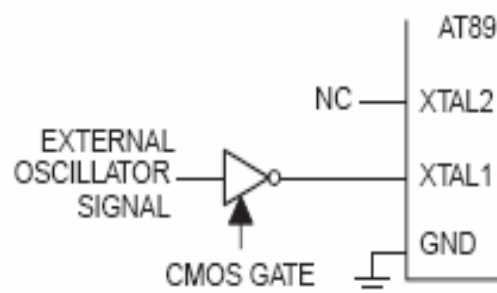 AT89
NC
XTAL2
EXTERNAL
OSCILLATOR
SIGNAL
XTAL1
GND
CMOS GATE